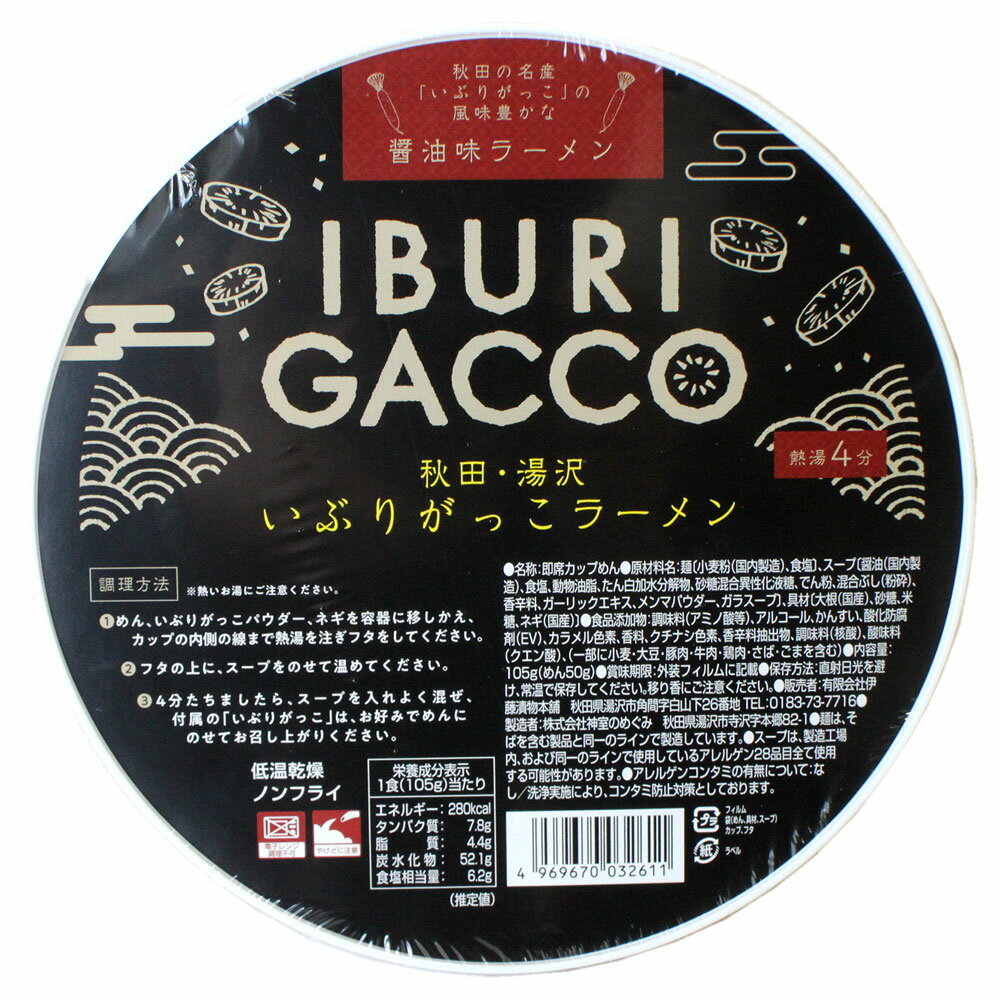 秋田の名産
「いぶりがっこ」の
風味豊かな
醤油味ラーメン
IBURI
GACCO
秋田・湯沢
いぶりがっこラーメン
熱湯4分
調理方法
※熱いお湯にご注意ください。
1めん、いぶりがっこパウダー、ネギを容器に移しかえ、
カップの内側の線まで熱湯を注ぎフタをしてください。
2フタの上に、スープをのせて温めてください。
34分たちましたら、スープを入れよく混ぜ、
付属の「いぶりがっこ」は、お好みでめんに
のせてお召し上がりください。
低温乾燥
ノンフライ
電子レンジ
調理不可
やけどに注意
栄養成分表示
1食(105g)当たり
エネルギー: 280kcal
タンパク質: 7.8g
脂質: 4.4g
炭水化物: 52.1g
食塩相当量: 6.2g
(推定値)
●名称:即席カップめん●原材料名:麺(小麦粉(国内製造)、食塩)、スープ[醤油(国内製
造)、食塩、動物油脂、たん白加水分解物、砂糖混合異性化液糖、でん粉、混合ぶし(粉砕)、
香辛料、ガーリックエキス、メンマパウダー、ガラスープ]、具材[大根(国産)、砂糖、米
糖、ネギ(国産)]●食品添加物:調味料(アミノ酸等)、アルコール、かんすい、酸化防腐
剤(EV)、カラメル色素、香料、クチナシ色素、香辛料抽出物、調味料(核酸)、酸味料
(クエン酸)、(一部に小麦・大豆・豚肉・牛肉・鶏肉・さば・ごまを含む)●内容量:
105g(めん50g)●賞味期限:外装フィルムに記載●保存方法:直射日光を避
け、常温で保存してください。移り香にご注意ください。●販売者:有限会社伊
藤漬物本舗 秋田県湯沢市角間字白山下26番地 TEL:0183-73-7716●
製造者:株式会社神室のめぐみ 秋田県湯沢市寺沢字本郷82-1●麺は、そ
ばを含む製品と同一のラインで製造しています。●スープは、製造工場
内、および同一のラインで使用しているアレルゲン28品目全て使用
する可能性があります。●アレルゲンコンタミの有無について:な
し/洗浄実施により、コンタミ防止対策としております。
4 969670 032611
プラ
フィルム
袋(めん、具材、スープ)
カップ、フタ
紙
ラベル